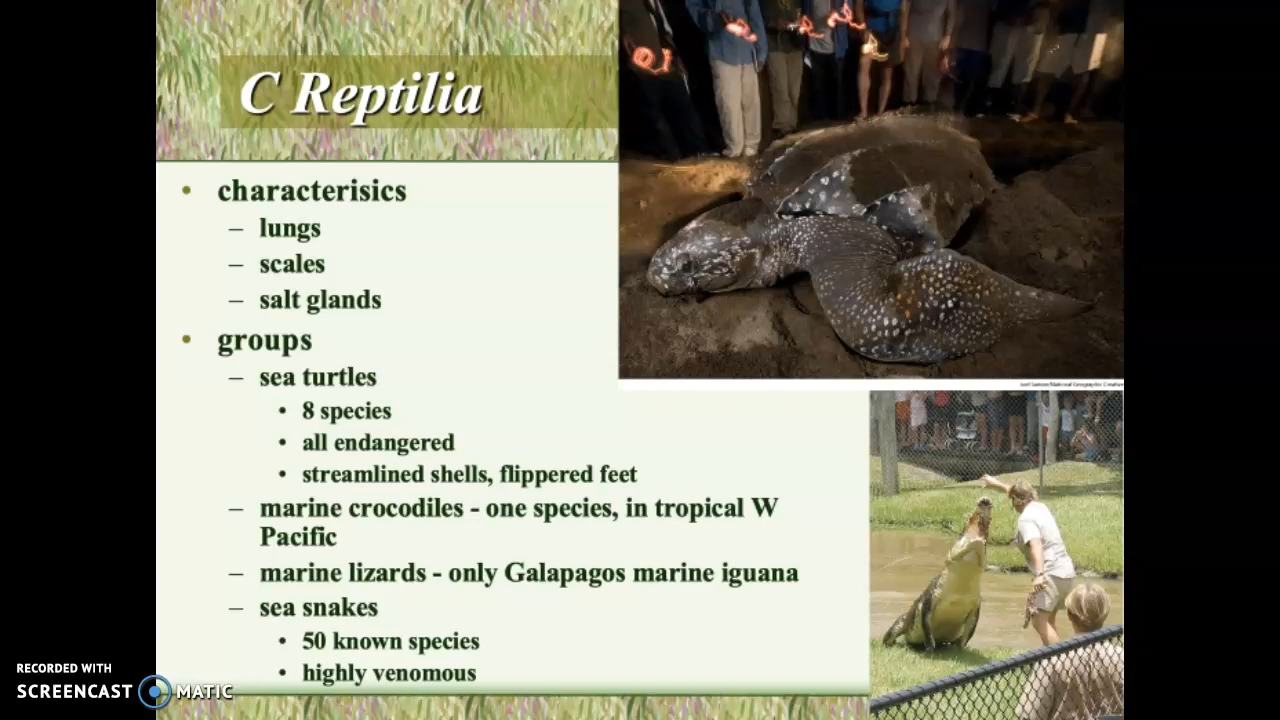 C Reptilia
• characterisics
– lungs
– scales
– salt glands
• groups
– sea turtles
• 8 species
• all endangered
• streamlined shells, flippered feet
– marine crocodiles - one species, in tropical W
Pacific
– marine lizards - only Galapagos marine iguana
– sea snakes
• 50 known species
• highly venomous
RECORDED WITH
SCREENCAST MATIC